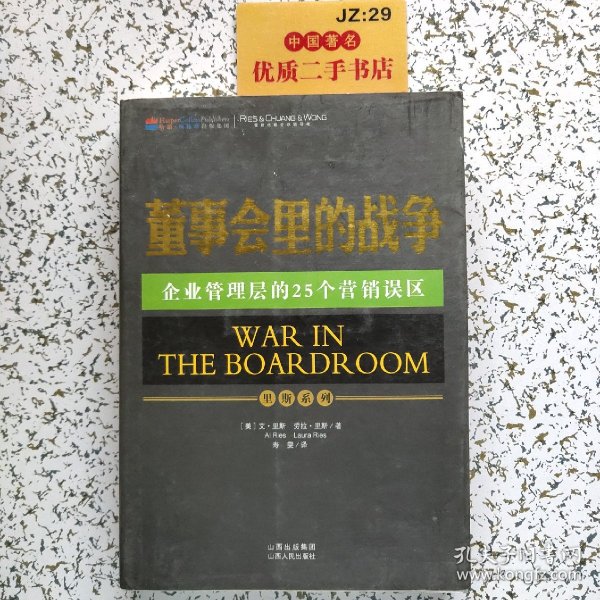 JZ:29
中国著名
优质二手书店
HarperCollinsPublishers
RIES & CHUANG & WONG
董事会里的战争
企业管理层的25个营销误区
WAR IN
THE BOARDROOM
里斯系列
[美]艾·里斯 劳拉·里斯/著
Al Ries Laura Ries
寿雯/译
山西出版集团
山西人民出版社
孔夫子旧书网
www.kongfz.com